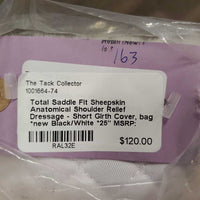 163
The Tack Collector
1001664-74
Total Saddle Fit Sheepskin
Anatomical Shoulder Relief
Dressage - Short Girth Cover, bag
*new Black/White *25" MSRP:
RAL32E
$120.00